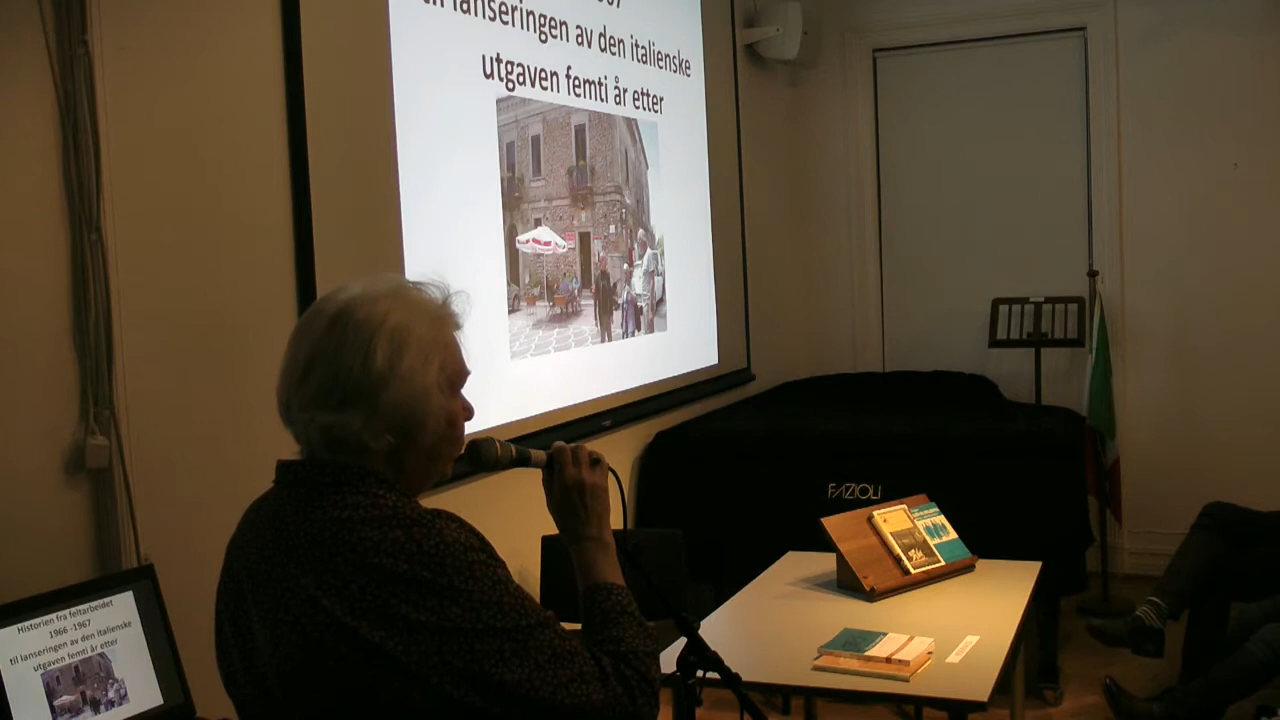 til lanseringen av den italienske
utgaven femti år etter
FAZIOLI
Historien fra feltarbeidet
1966 -1967
til lanseringen av den italienske
utgaven femti år etter